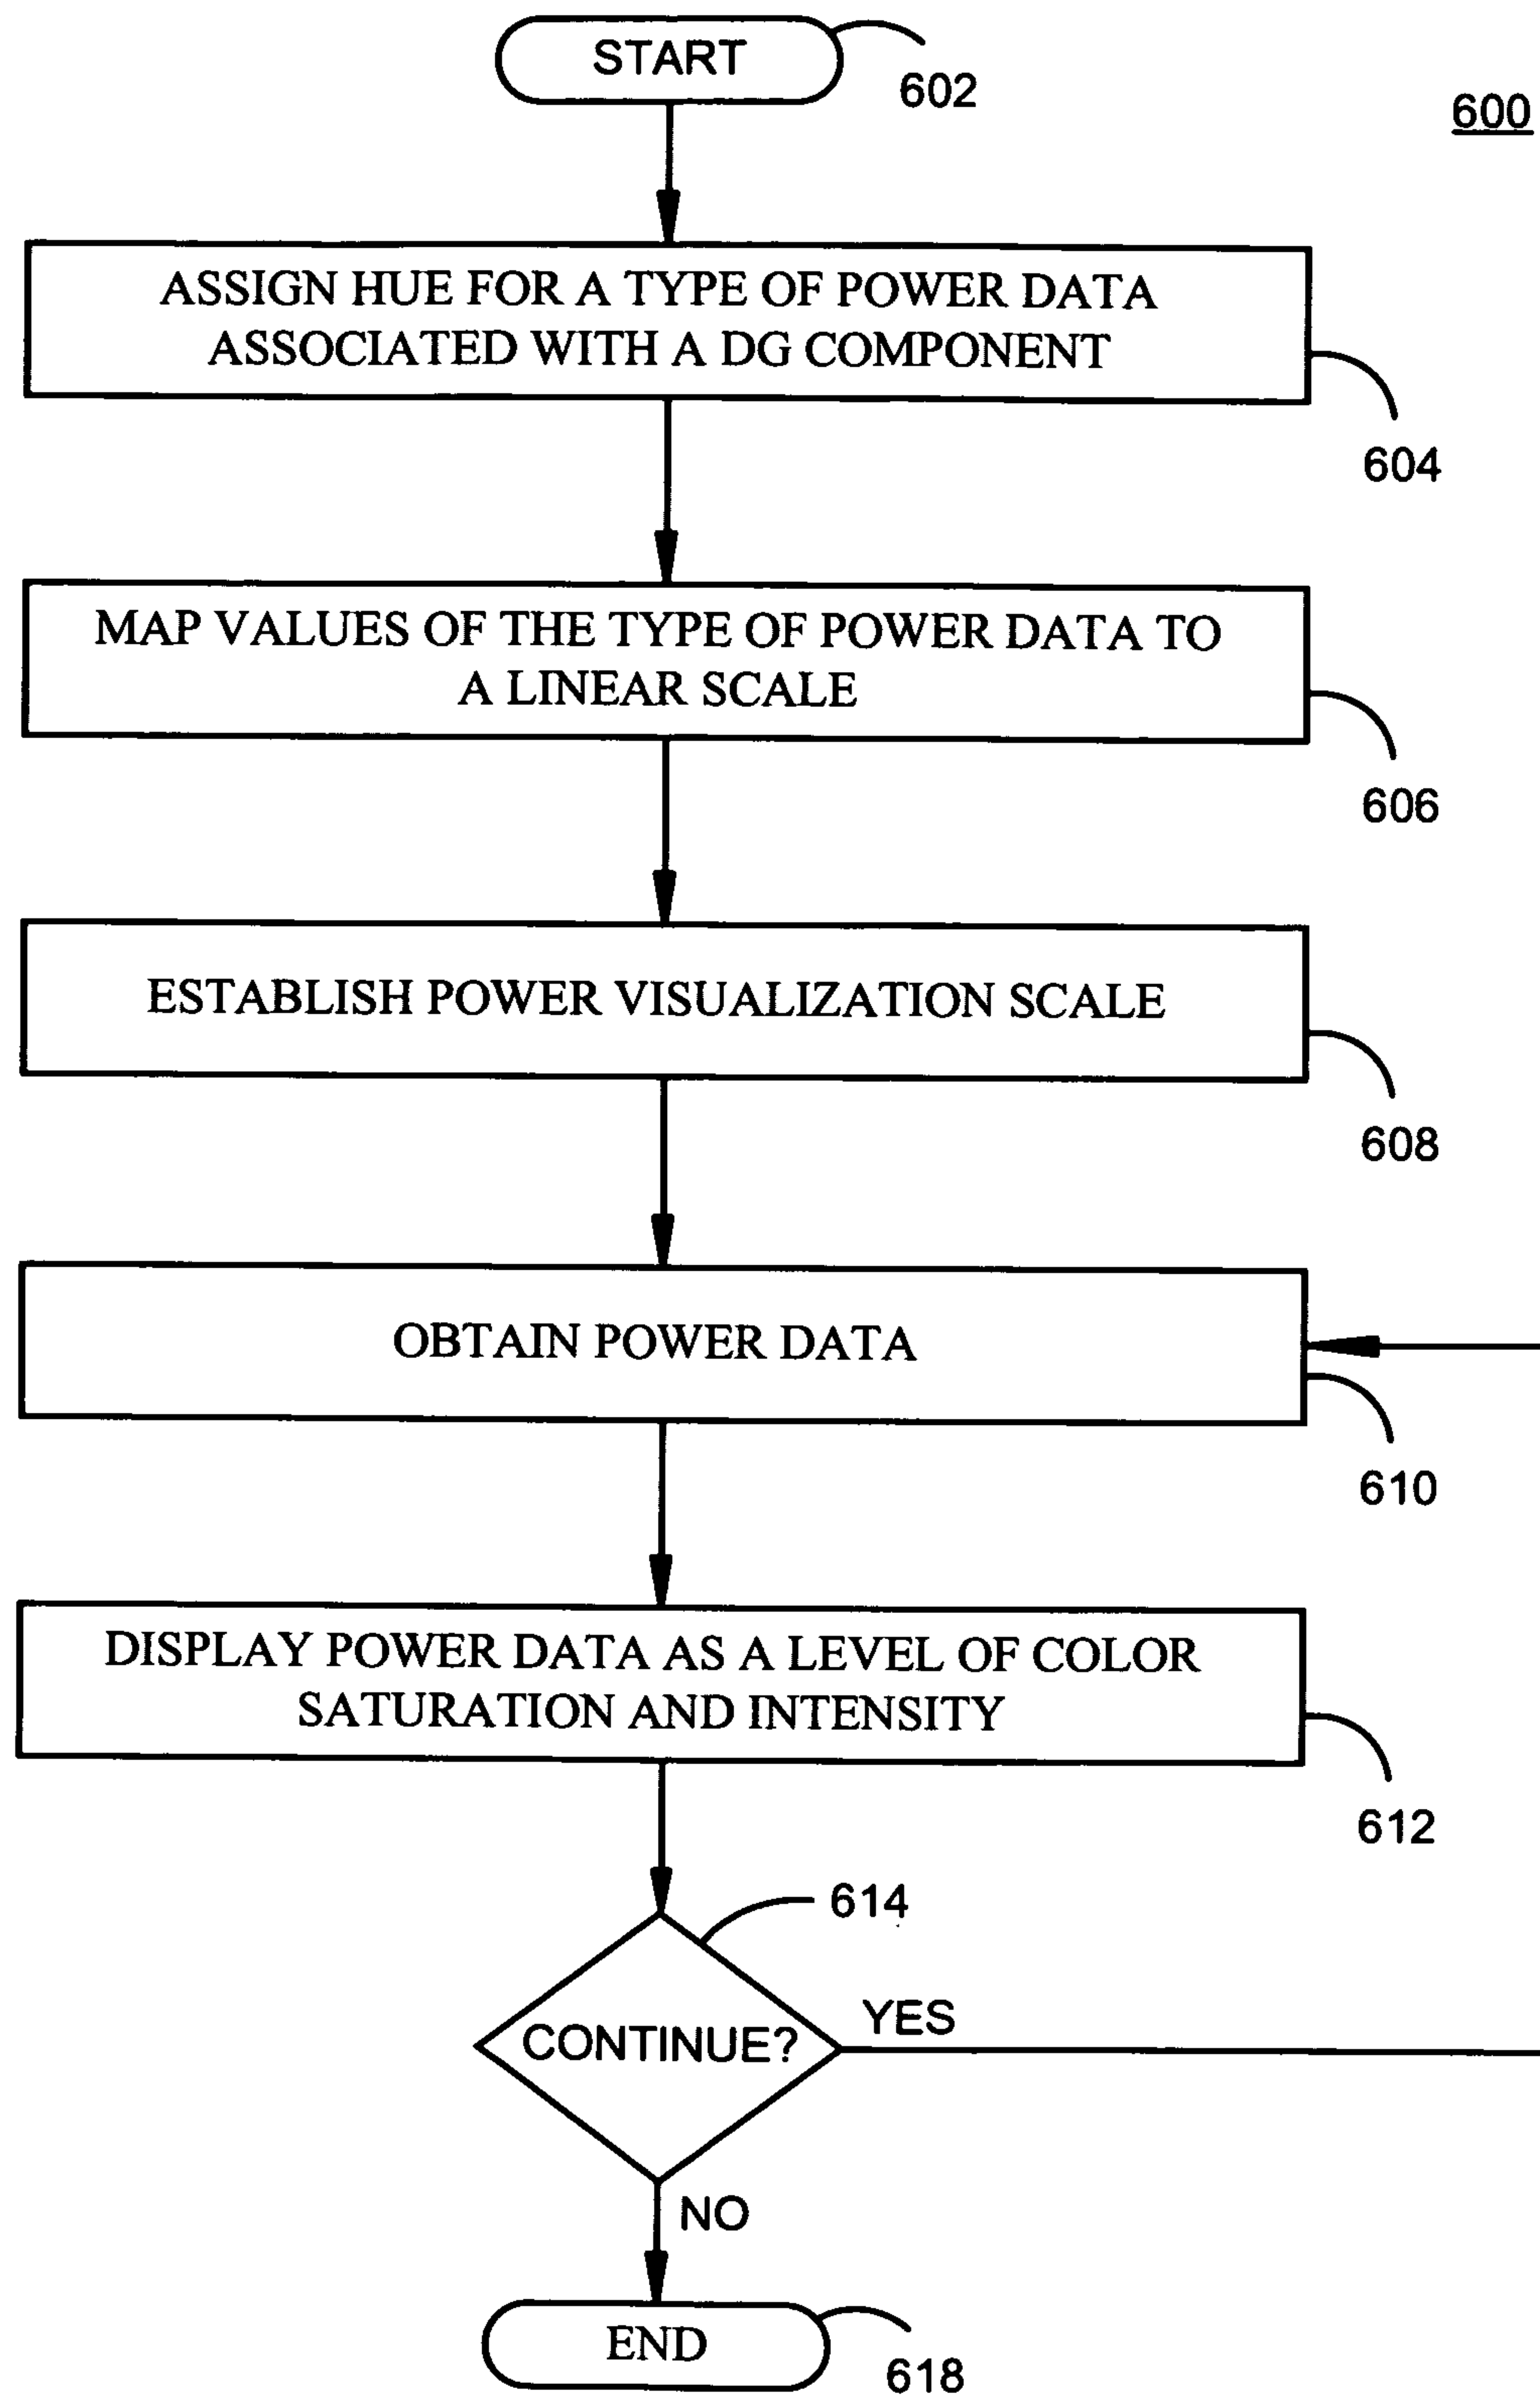 START
602
600
ASSIGN HUE FOR A TYPE OF POWER DATA
ASSOCIATED WITH A DG COMPONENT
604
MAP VALUES OF THE TYPE OF POWER DATA TO
A LINEAR SCALE
606
ESTABLISH POWER VISUALIZATION SCALE
608
OBTAIN POWER DATA
610
DISPLAY POWER DATA AS A LEVEL OF COLOR
SATURATION AND INTENSITY
612
614
CONTINUE?
YES
NO
END
618